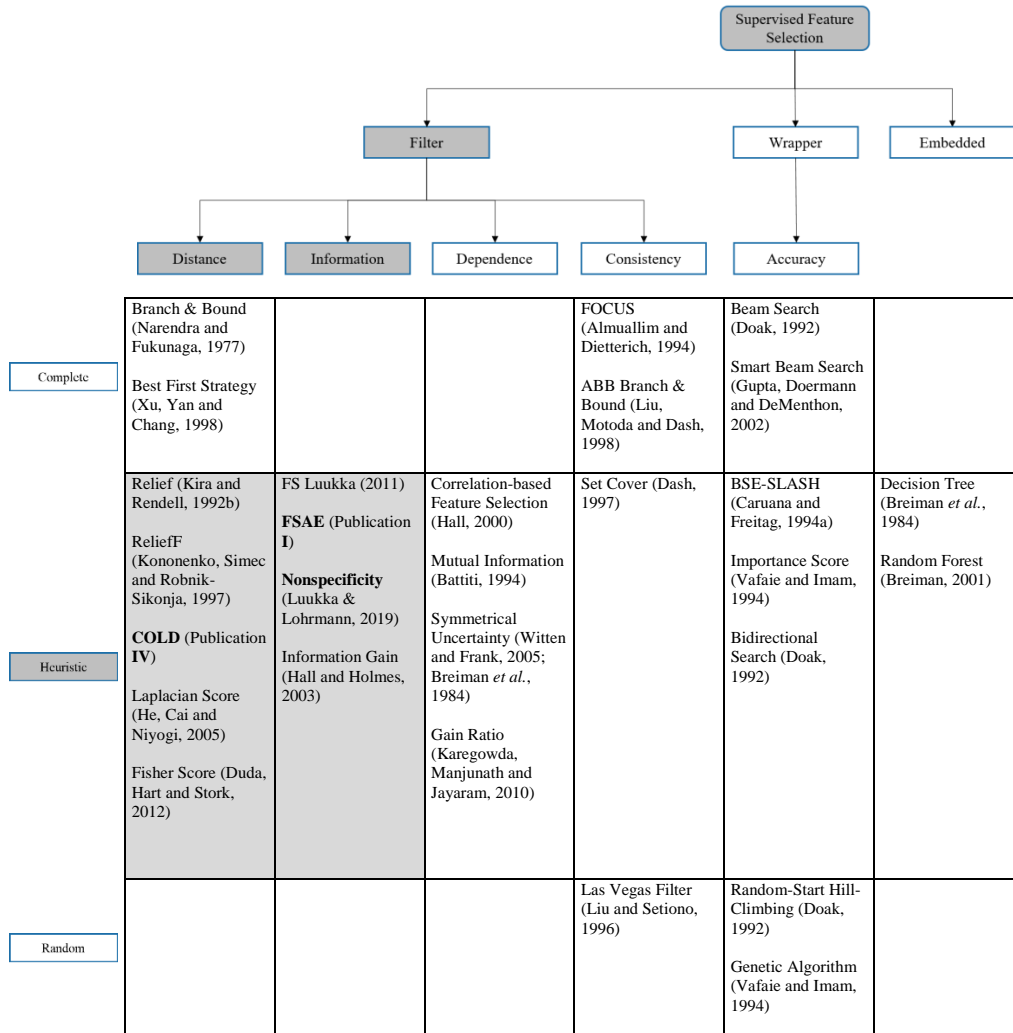 Supervised Feature
Selection
Filter
Wrapper
Embedded
Distance
Information
Dependence
Consistency
Accuracy
Complete
Branch & Bound
(Narendra and
Fukunaga, 1977)
Best First Strategy
(Xu, Yan and
Chang, 1998)
FOCUS
(Almuallim and
Dietterich, 1994)
ABB Branch &
Bound (Liu,
Motoda and Dash,
1998)
Beam Search
(Doak, 1992)
Smart Beam Search
(Gupta, Doermann
and DeMenthon,
2002)
Heuristic
Relief (Kira and
Rendell, 1992b)
ReliefF
(Kononenko, Simec
and Robnik-
Sikonja, 1997)
COLD (Publication
IV)
Laplacian Score
(He, Cai and
Niyogi, 2005)
Fisher Score (Duda,
Hart and Stork,
2012)
FS Luukka (2011)
FSAE (Publication
I)
Nonspecificity
(Luukka &
Lohrmann, 2019)
Information Gain
(Hall and Holmes,
2003)
Correlation-based
Feature Selection
(Hall, 2000)
Mutual Information
(Battiti, 1994)
Symmetrical
Uncertainty (Witten
and Frank, 2005;
Breiman et al.,
1984)
Gain Ratio
(Karegowda,
Manjunath and
Jayaram, 2010)
Set Cover (Dash,
1997)
BSE-SLASH
(Caruana and
Freitag, 1994a)
Importance Score
(Vafaie and Imam,
1994)
Bidirectional
Search (Doak,
1992)
Decision Tree
(Breiman et al.,
1984)
Random Forest
(Breiman, 2001)
Random
Las Vegas Filter
(Liu and Setiono,
1996)
Random-Start Hill-
Climbing (Doak,
1992)
Genetic Algorithm
(Vafaie and Imam,
1994)